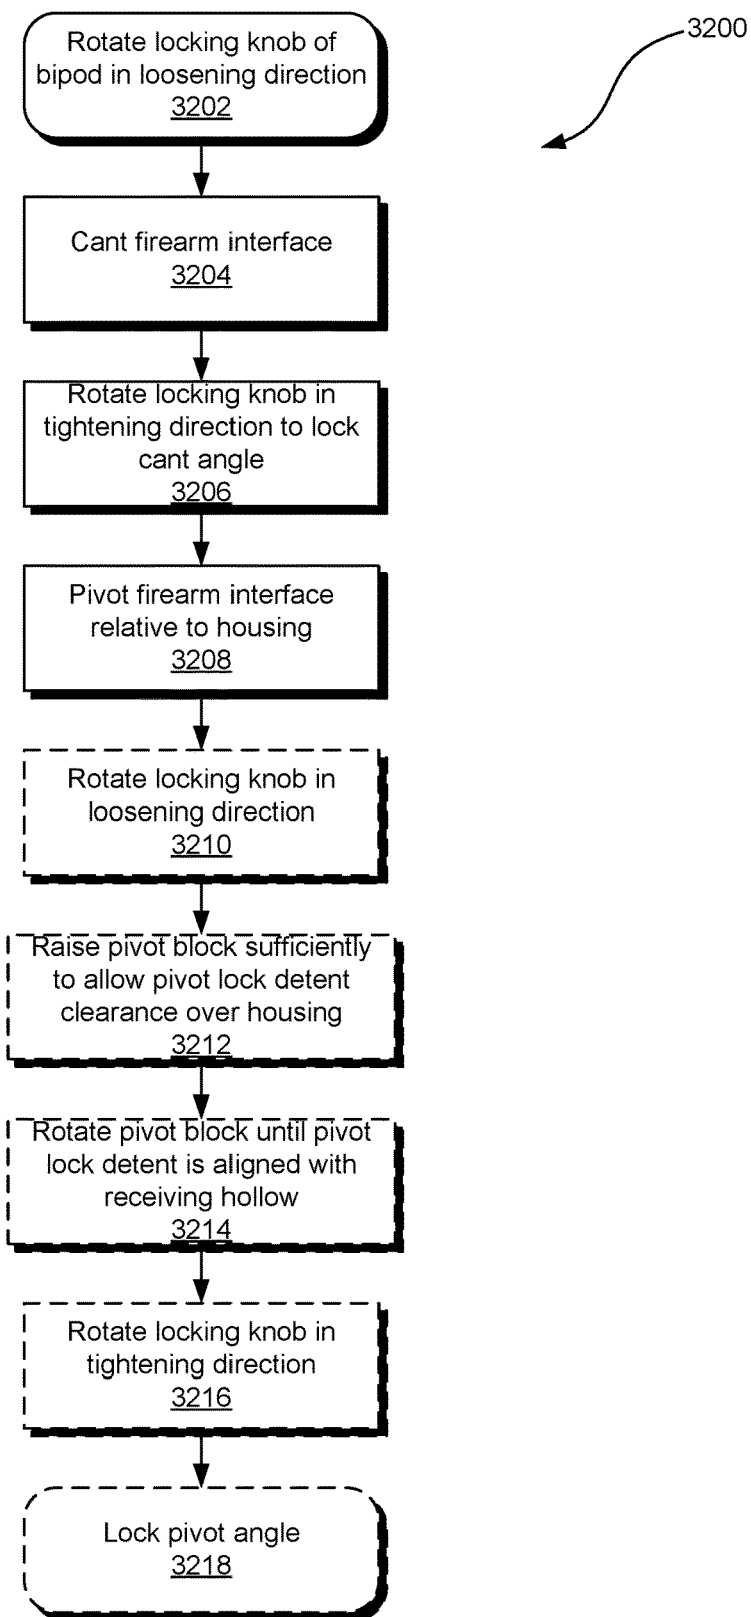 3200
Rotate locking knob of
bipod in loosening direction
3202
Cant firearm interface
3204
Rotate locking knob in
tightening direction to lock
cant angle
3206
Pivot firearm interface
relative to housing
3208
Rotate locking knob in
loosening direction
3210
Raise pivot block sufficiently
to allow pivot lock detent
clearance over housing
3212
Rotate pivot block until pivot
lock detent is aligned with
receiving hollow
3214
Rotate locking knob in
tightening direction
3216
Lock pivot angle
3218